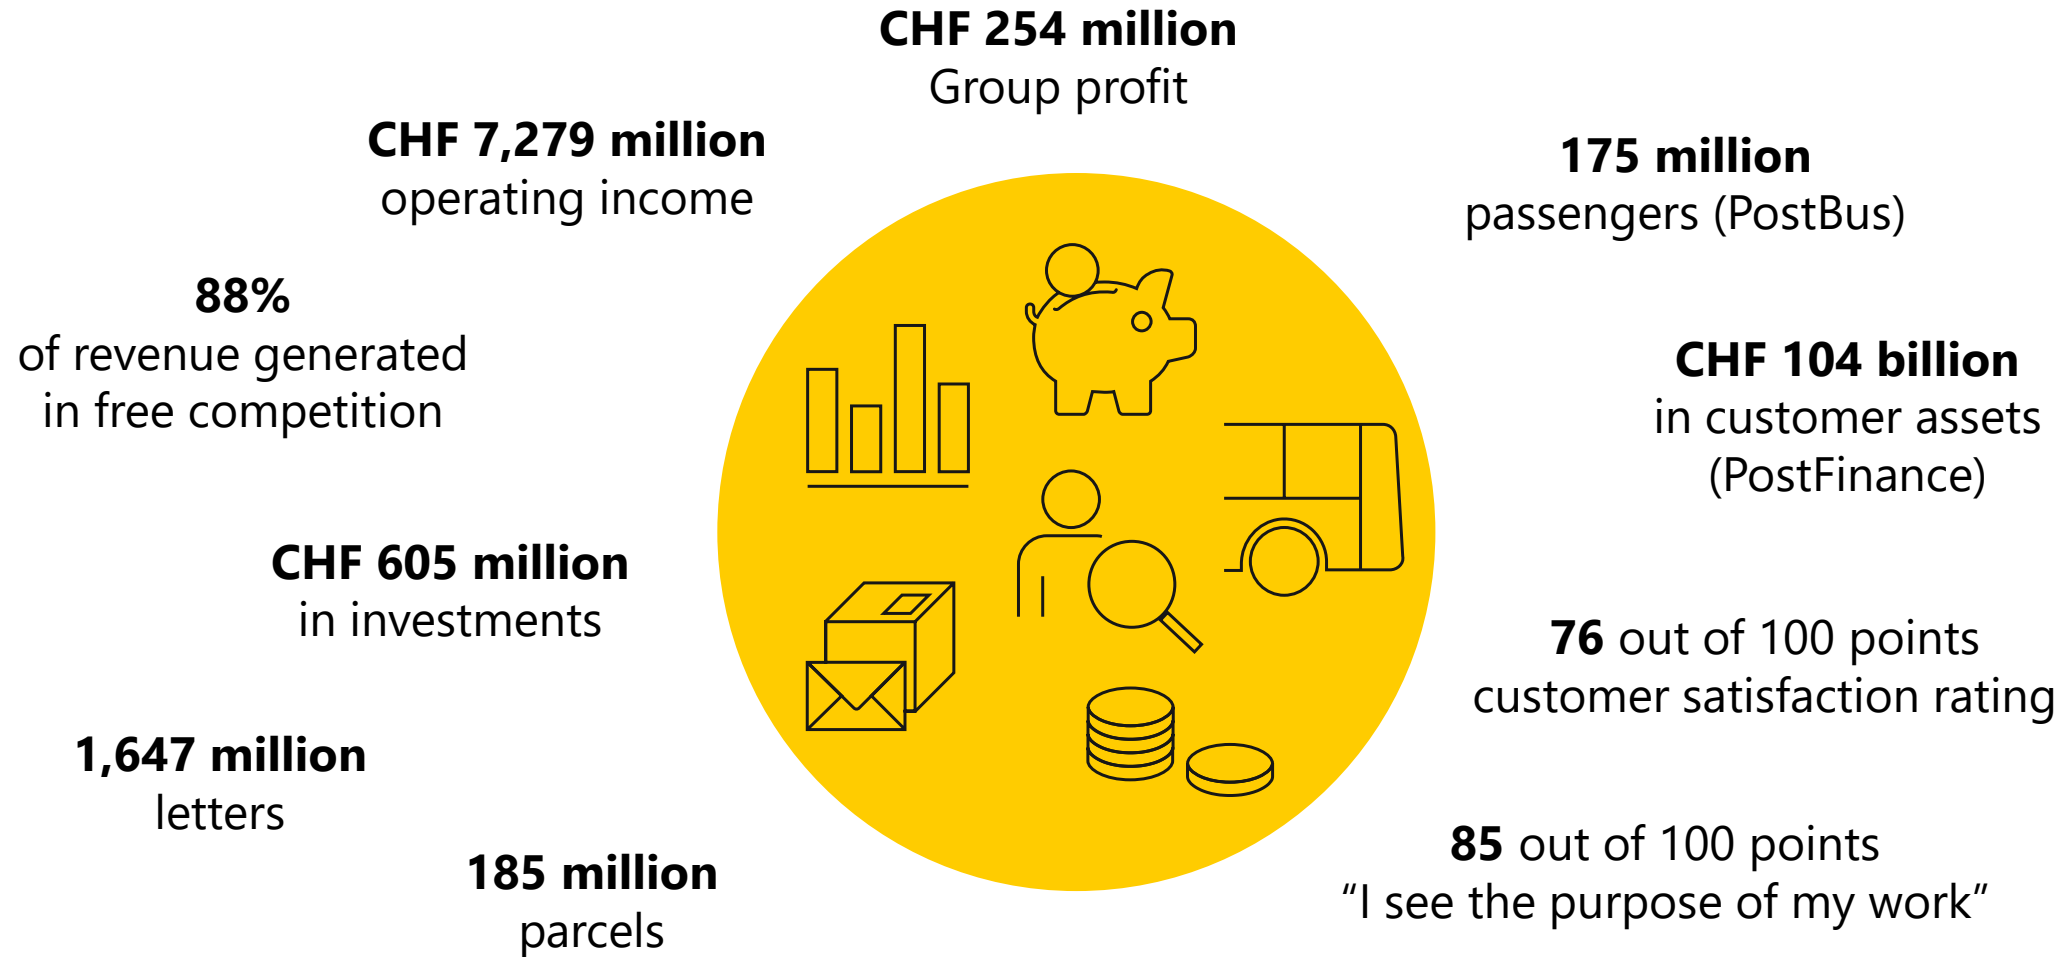 CHF 254 million
Group profit
CHF 7,279 million
operating income
175 million
passengers (PostBus)
88%
of revenue generated
in free competition
CHF 104 billion
in customer assets
(PostFinance)
CHF 605 million
in investments
76 out of 100 points
customer satisfaction rating
1,647 million
letters
85 out of 100 points
“I see the purpose of my work”
185 million
parcels